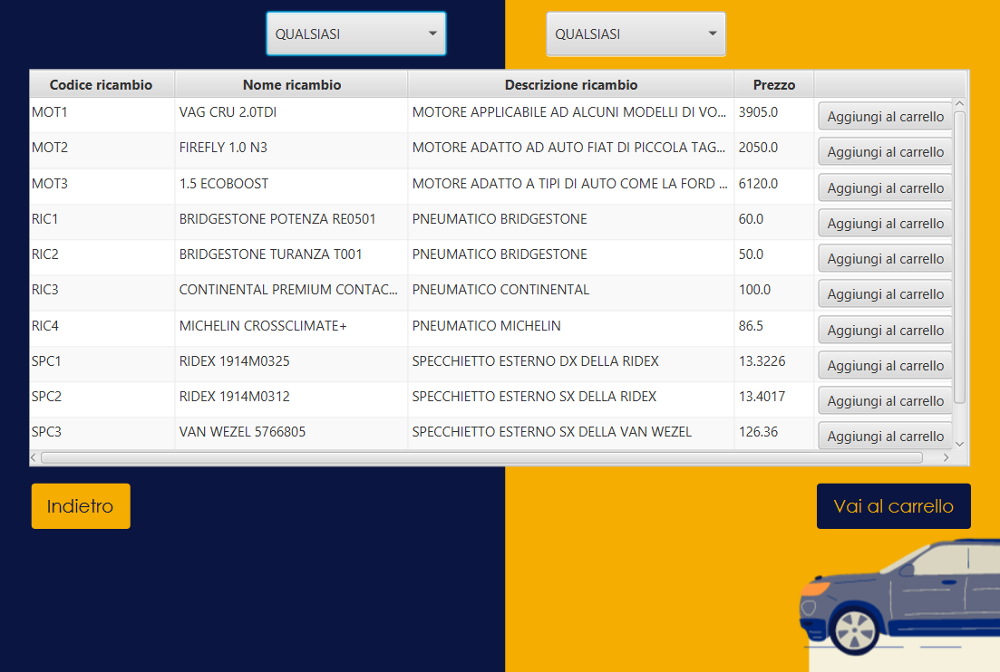 QUALSIASI QUALSIASI
Codice ricambio Nome ricambio Descrizione ricambio Prezzo
MOT1 VAG CRU 2.0TDI MOTORE APPLICABILE AD ALCUNI MODELLI DI VO... 3905.0 Aggiungi al carrello
MOT2 FIREFLY 1.0 N3 MOTORE ADATTO AD AUTO FIAT DI PICCOLA TAG... 2050.0 Aggiungi al carrello
MOT3 1.5 ECOBOOST MOTORE ADATTO A TIPI DI AUTO COME LA FORD ... 6120.0 Aggiungi al carrello
RIC1 BRIDGESTONE POTENZA RE0501 PNEUMATICO BRIDGESTONE 60.0 Aggiungi al carrello
RIC2 BRIDGESTONE TURANZA T001 PNEUMATICO BRIDGESTONE 50.0 Aggiungi al carrello
RIC3 CONTINENTAL PREMIUM CONTAC... PNEUMATICO CONTINENTAL 100.0 Aggiungi al carrello
RIC4 MICHELIN CROSSCLIMATE+ PNEUMATICO MICHELIN 86.5 Aggiungi al carrello
SPC1 RIDEX 1914M0325 SPECCHIETTO ESTERNO DX DELLA RIDEX 13.3226 Aggiungi al carrello
SPC2 RIDEX 1914M0312 SPECCHIETTO ESTERNO SX DELLA RIDEX 13.4017 Aggiungi al carrello
SPC3 VAN WEZEL 5766805 SPECCHIETTO ESTERNO SX DELLA VAN WEZEL 126.36 Aggiungi al carrello
Indietro Vai al carrello